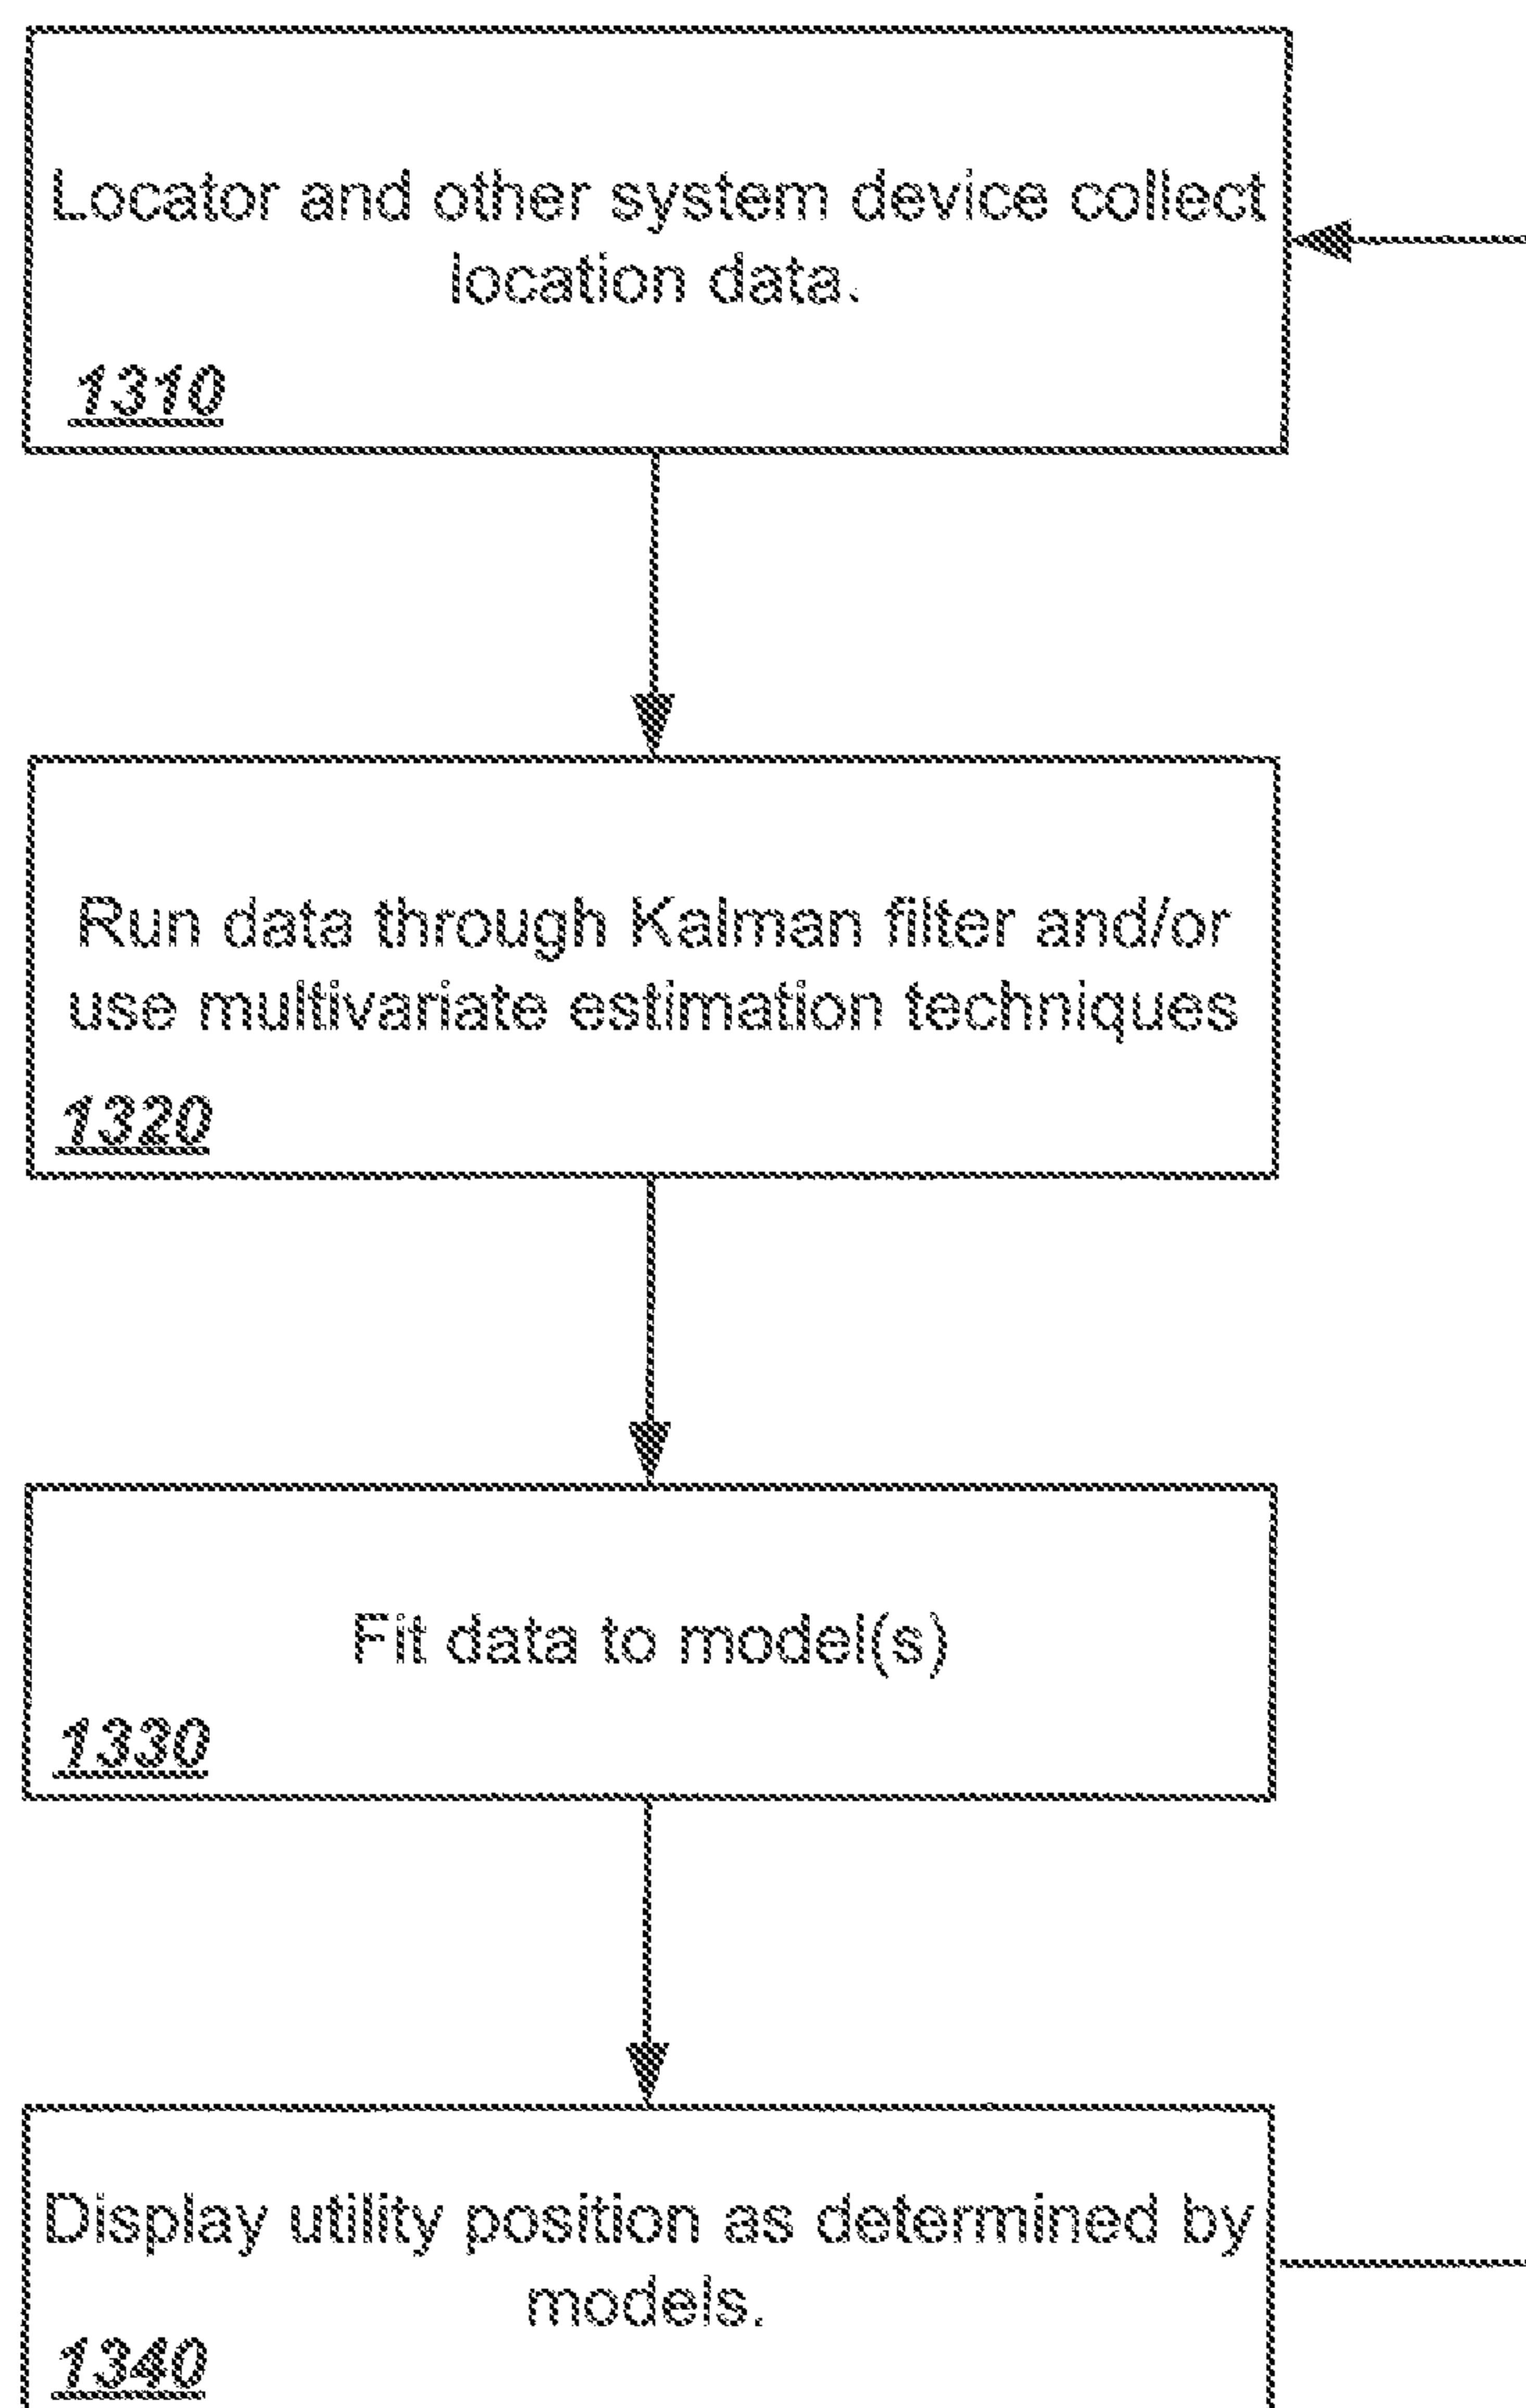 Locator and other system device collect
location data.
1310
Run data through Kalman filter and/or
use multivariate estimation techniques
1320
Fit data to model(s)
1330
Display utility position as determined by
models.
1340